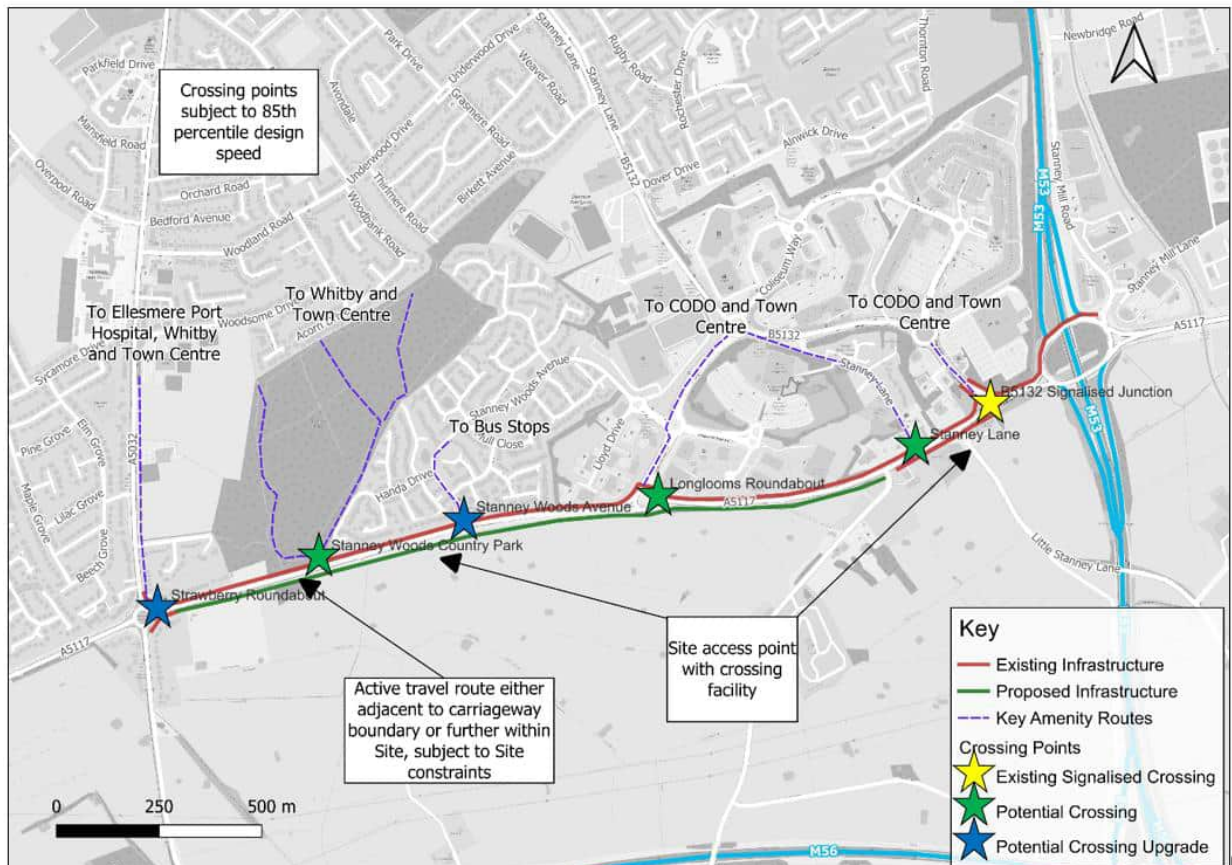 Crossing points
subject to 85th
percentile design
speed
Parkfield Drive
Mansfield Road
Overpool Road
Orchard Road
Bedford Avenue
Woodland Road
Park Drive
Avondale
Underwood Drive
Underwood Drive
Grasmere Road
Weaver Road
Birkett Avenue
Thirlmere Road
Woodbank Road
Stanney Lane
Stanney Lane
B5132
Rugby Road
Rochester Drive
Alnwick Drive
Dover Drive
Thornton Road
Newbridge Road
M53
M53
Stanney Mill Road
Stanney Mill Lane
A5117
Coliseum Way
To Ellesmere Port
Hospital, Whitby
and Town Centre
Woodsome Drive
Acorn
To Whitby and
Town Centre
To CODO and Town
Centre
To CODO and Town
Centre
B5132
Stanney Lane
Sycamore Drive
Pine Grove
Elm Grove
Maple Grove
Lilac Grove
Beech Grove
A5032
Stanney Woods Avenue
To Bus Stops
Lloyd Drive
Handa Drive
B5132 Signalised Junction
M53
Stanney Lane
Longlooms Roundabout
A5117
Stanney Woods Avenue
Stanney Woods Country Park
Strawberry Roundabout
A5117
Little Stanney Lane
Site access point
with crossing
facility
Active travel route either
adjacent to carriageway
boundary or further within
Site, subject to Site
constraints
0 250 500 m
M56
Key
Existing Infrastructure
Proposed Infrastructure
Key Amenity Routes
Crossing Points
Existing Signalised Crossing
Potential Crossing
Potential Crossing Upgrade